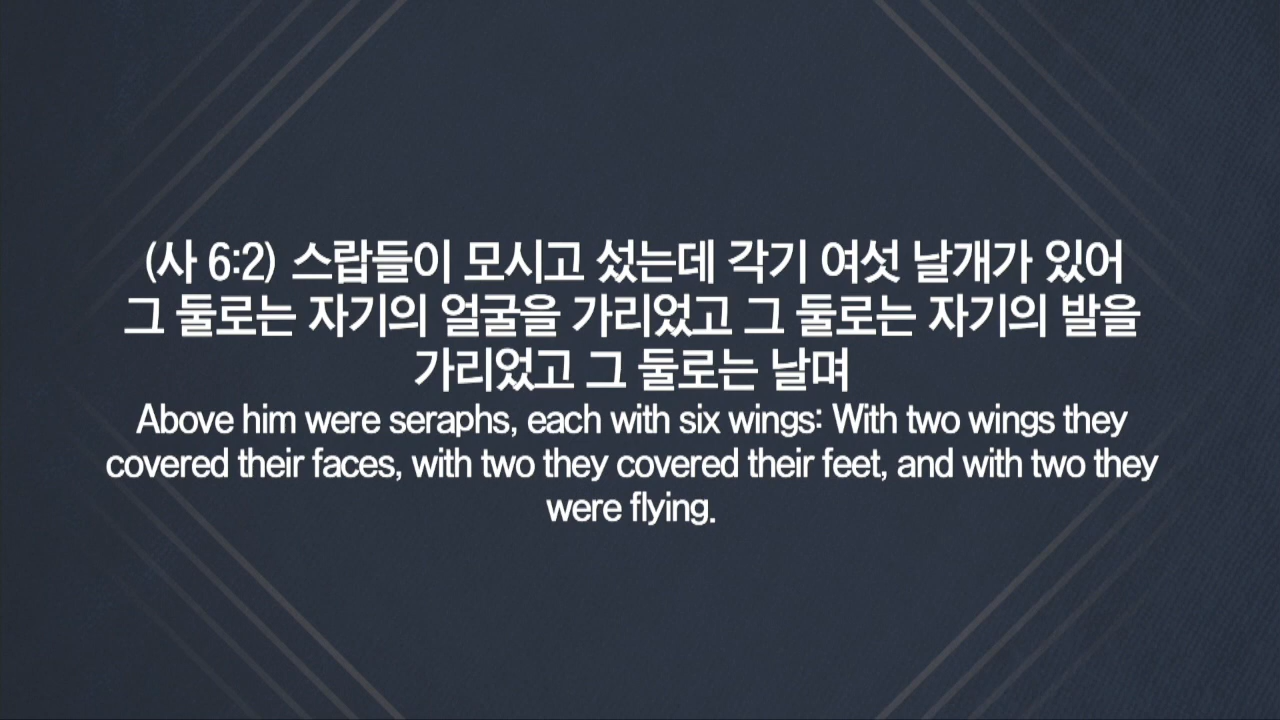 (사 6:2) 스랍들이 모시고 섰는데 각기 여섯 날개가 있어
그 둘로는 자기의 얼굴을 가리었고 그 둘로는 자기의 발을
가리었고 그 둘로는 날며
Above him were seraphs, each with six wings: With two wings they
covered their faces, with two they covered their feet, and with two they
were flying.